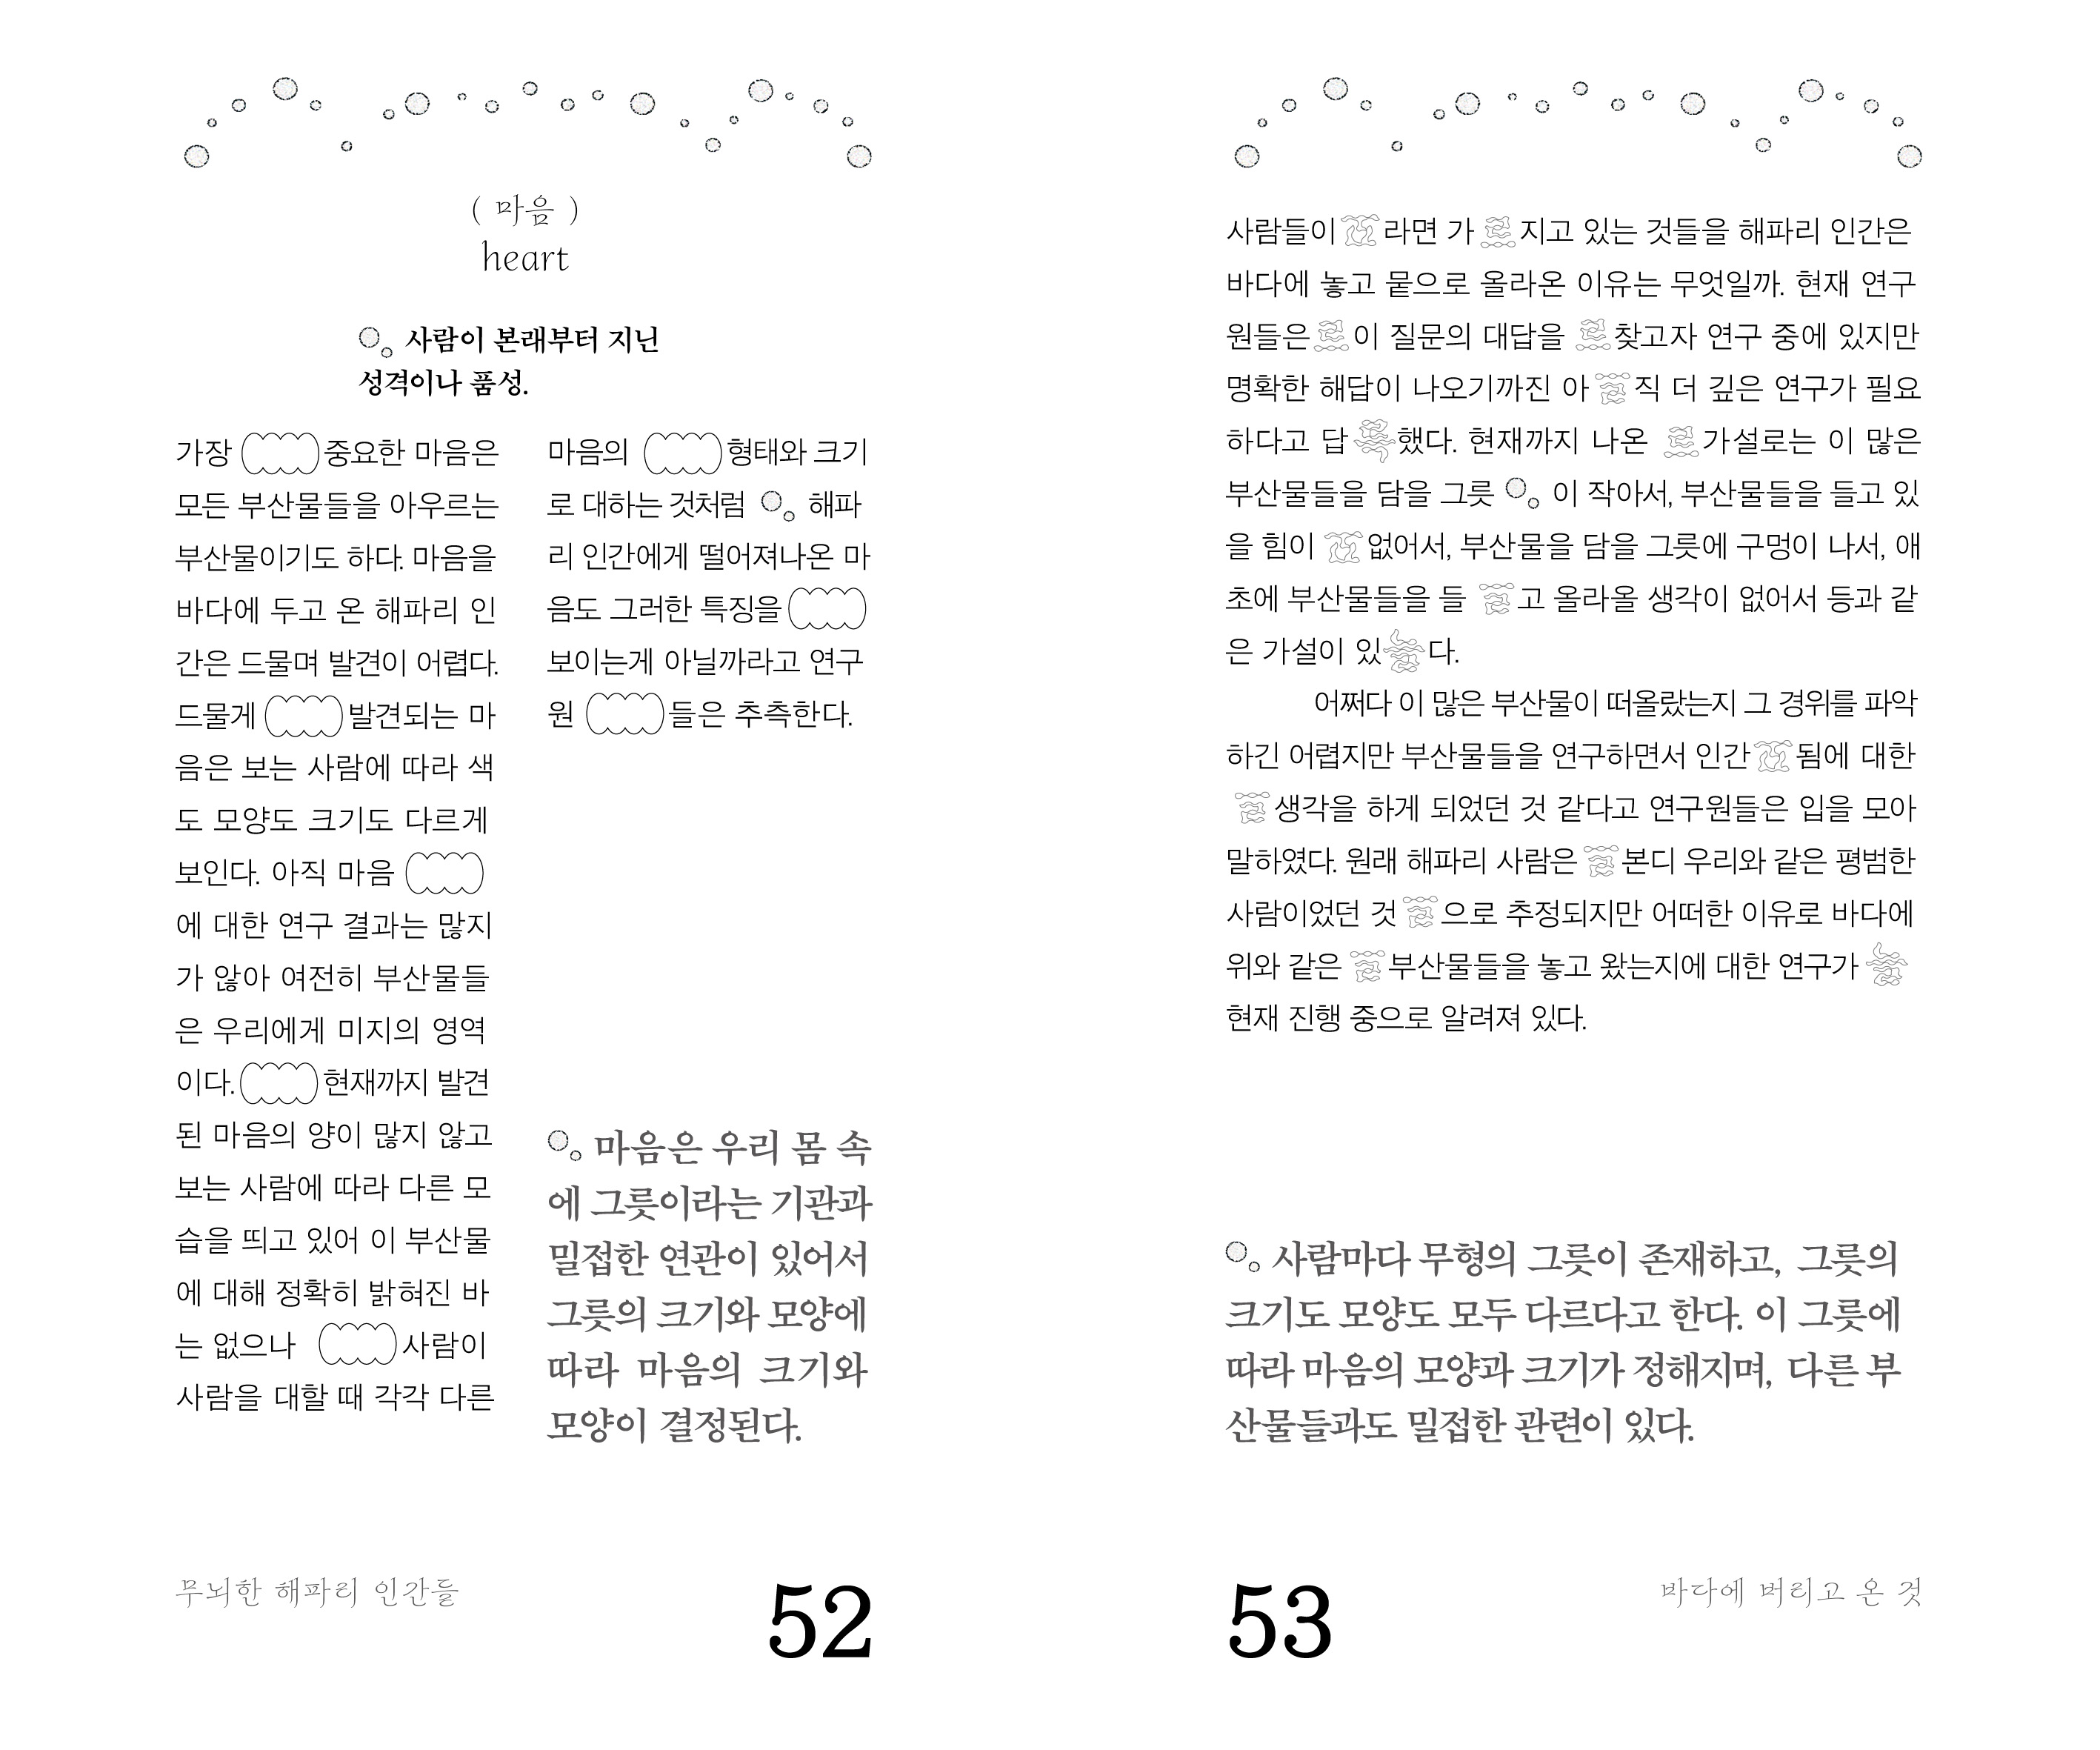 ( 마음 )
heart
사람이 본래부터 지닌
성격이나 품성.
가장 중요한 마음은
모든 부산물들을 아우르는
부산물이기도 하다. 마음을
바다에 두고 온 해파리 인
간은 드물며 발견이 어렵다.
드물게 발견되는 마
음은 보는 사람에 따라 색
도 모양도 크기도 다르게
보인다. 아직 마음
에 대한 연구 결과는 많지
가 않아 여전히 부산물들
은 우리에게 미지의 영역
이다. 현재까지 발견
된 마음의 양이 많지 않고
보는 사람에 따라 다른 모
습을 띄고 있어 이 부산물
에 대해 정확히 밝혀진 바
는 없으나 사람이
사람을 대할 때 각각 다른
마음의 형태와 크기
로 대하는 것처럼 해파
리 인간에게 떨어져나온 마
음도 그러한 특징을
보이는게 아닐까라고 연구
원 들은 추측한다.
마음은 우리 몸 속
에 그릇이라는 기관과
밀접한 연관이 있어서
그릇의 크기와 모양에
따라 마음의 크기와
모양이 결정된다.
무뇌한 해파리 인간들
52
사람들이 라면 가 지고 있는 것들을 해파리 인간은
바다에 놓고 뭍으로 올라온 이유는 무엇일까. 현재 연구
원들은 이 질문의 대답을 찾고자 연구 중에 있지만
명확한 해답이 나오기까진 아 직 더 깊은 연구가 필요
하다고 답 했다. 현재까지 나온 가설로는 이 많은
부산물들을 담을 그릇 이 작아서, 부산물들을 들고 있
을 힘이 없어서, 부산물을 담을 그릇에 구멍이 나서, 애
초에 부산물들을 들 고 올라올 생각이 없어서 등과 같
은 가설이 있 다.
어쩌다 이 많은 부산물이 떠올랐는지 그 경위를 파악
하긴 어렵지만 부산물들을 연구하면서 인간 됨에 대한
생각을 하게 되었던 것 같다고 연구원들은 입을 모아
말하였다. 원래 해파리 사람은 본디 우리와 같은 평범한
사람이었던 것 으로 추정되지만 어떠한 이유로 바다에
위와 같은 부산물들을 놓고 왔는지에 대한 연구가
현재 진행 중으로 알려져 있다.
사람마다 무형의 그릇이 존재하고, 그릇의
크기도 모양도 모두 다르다고 한다. 이 그릇에
따라 마음의 모양과 크기가 정해지며, 다른 부
산물들과도 밀접한 관련이 있다.
53
바다에 버리고 온 것